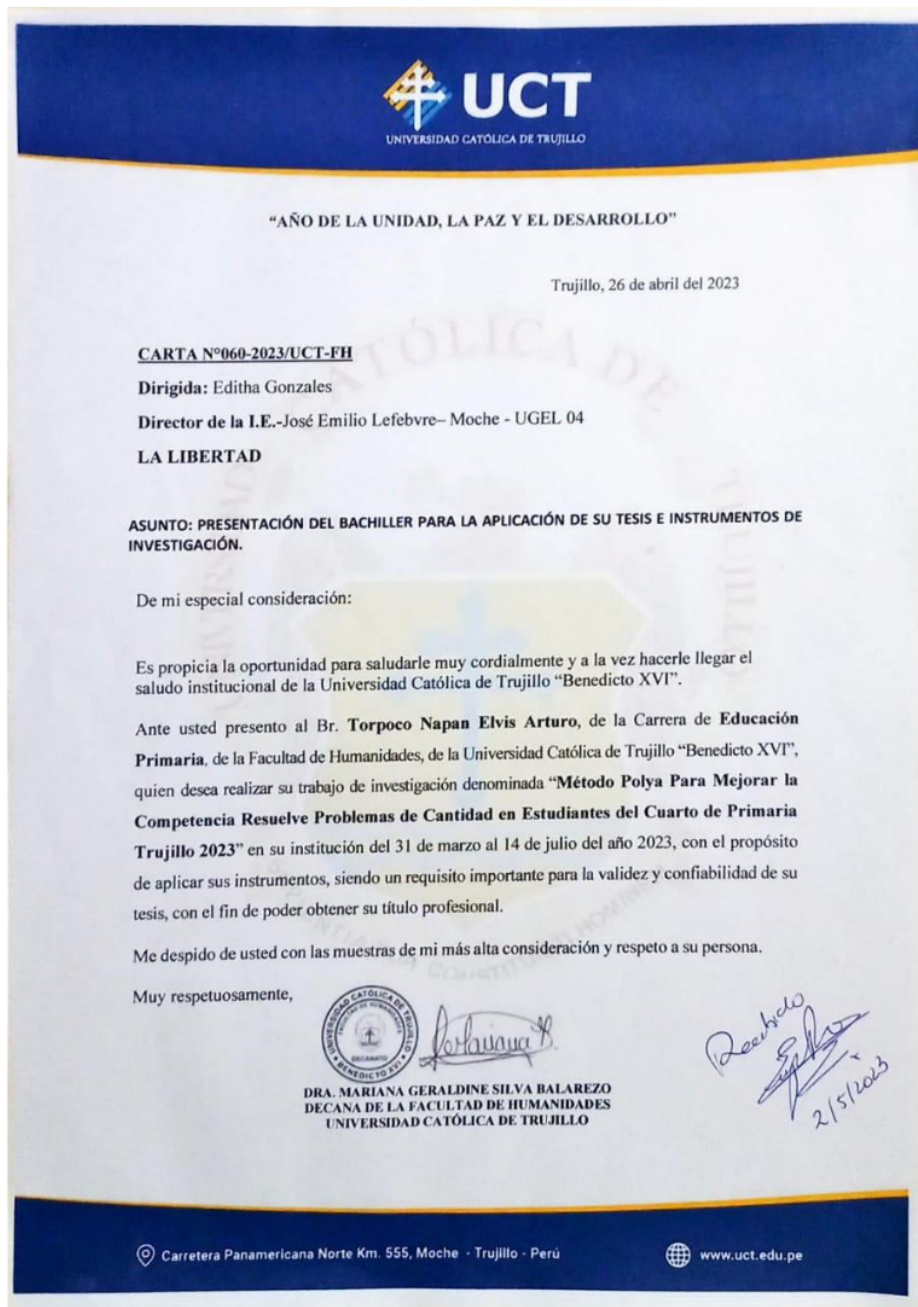 UCT
UNIVERSIDAD CATÓLICA DE TRUJILLO
“AÑO DE LA UNIDAD, LA PAZ Y EL DESARROLLO”
Trujillo, 26 de abril del 2023
CARTA N°060-2023/UCT-FH
Dirigida: Editha Gonzales
Director de la I.E.-José Emilio Lefebvre– Moche - UGEL 04
LA LIBERTAD
ASUNTO: PRESENTACIÓN DEL BACHILLER PARA LA APLICACIÓN DE SU TESIS E INSTRUMENTOS DE
INVESTIGACIÓN.
De mi especial consideración:
Es propicia la oportunidad para saludarle muy cordialmente y a la vez hacerle llegar el
saludo institucional de la Universidad Católica de Trujillo “Benedicto XVI”.
Ante usted presento al Br. Torpoco Napan Elvis Arturo, de la Carrera de Educación
Primaria, de la Facultad de Humanidades, de la Universidad Católica de Trujillo “Benedicto XVI”,
quien desea realizar su trabajo de investigación denominada “Método Polya Para Mejorar la
Competencia Resuelve Problemas de Cantidad en Estudiantes del Cuarto de Primaria
Trujillo 2023” en su institución del 31 de marzo al 14 de julio del año 2023, con el propósito
de aplicar sus instrumentos, siendo un requisito importante para la validez y confiabilidad de su
tesis, con el fin de poder obtener su título profesional.
Me despido de usted con las muestras de mi más alta consideración y respeto a su persona.
Muy respetuosamente,
UNIVERSIDAD CATÓLICA DE TRUJILLO
FACULTAD DE HUMANIDADES
DECANATO
BENEDICTO XVI
DRA. MARIANA GERALDINE SILVA BALAREZO
DECANA DE LA FACULTAD DE HUMANIDADES
UNIVERSIDAD CATÓLICA DE TRUJILLO
Recibido
2/5/2023
Carretera Panamericana Norte Km. 555, Moche - Trujillo - Perú
www.uct.edu.pe